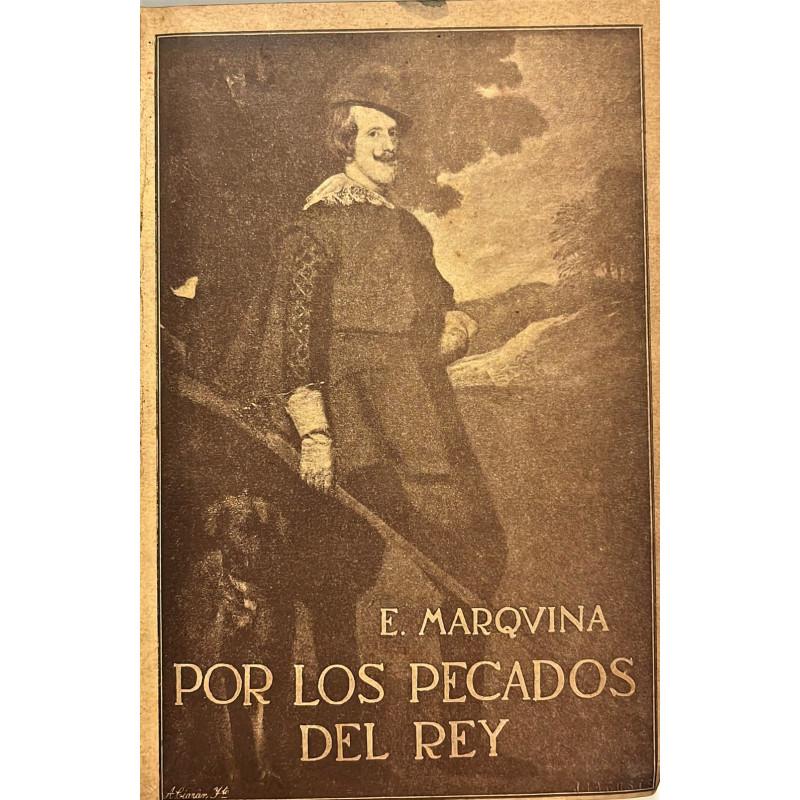 E. MARQVINA
POR LOS PECADOS
DEL REY